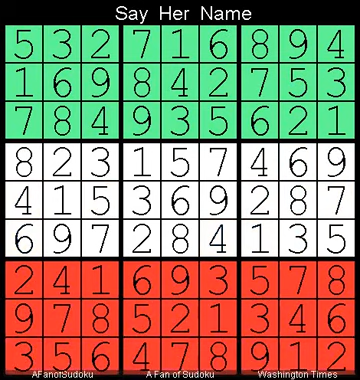 Say Her Name
5 3 2 7 1 6 8 9 4
1 6 9 8 4 2 7 5 3
7 8 4 9 3 5 6 2 1
8 2 3 1 5 7 4 6 9
4 1 5 3 6 9 2 8 7
6 9 7 2 8 4 1 3 5
2 4 1 6 9 3 5 7 8
9 7 8 5 2 1 3 4 6
3 5 6 4 7 8 9 1 2
AFanofSudoku A Fan of Sudoku Washington Times